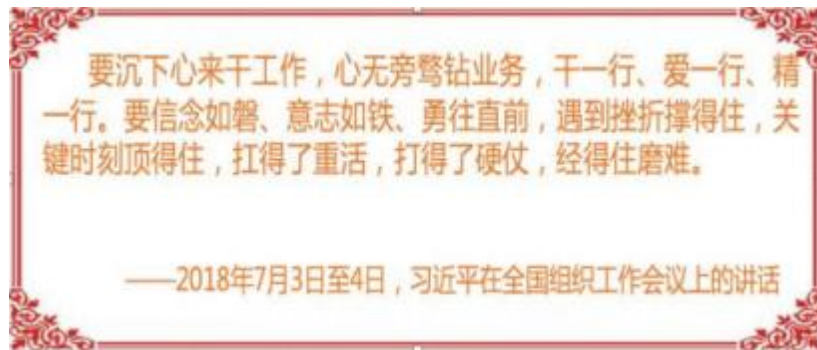 要沉下心来干工作，心无旁骛钻业务，干一行、爱一行、精
一行。要信念如磐、意志如铁、勇往直前，遇到挫折撑得住，关
键时刻顶得住，扛得了重活，打得了硬仗，经得住磨难。
——2018年7月3日至4日，习近平在全国组织工作会议上的讲话